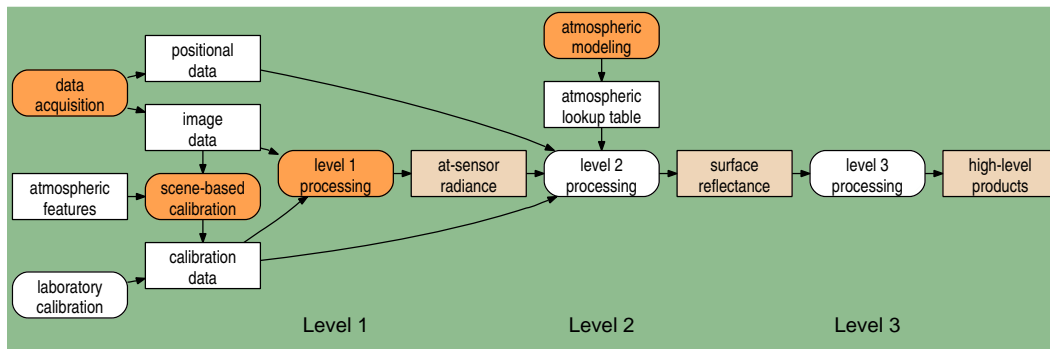 data
acquisition
positional
data
image
data
atmospheric
features
scene-based
calibration
calibration
data
laboratory
calibration
level 1
processing
at-sensor
radiance
atmospheric
modeling
atmospheric
lookup table
level 2
processing
surface
reflectance
level 3
processing
high-level
products
Level 1
Level 2
Level 3